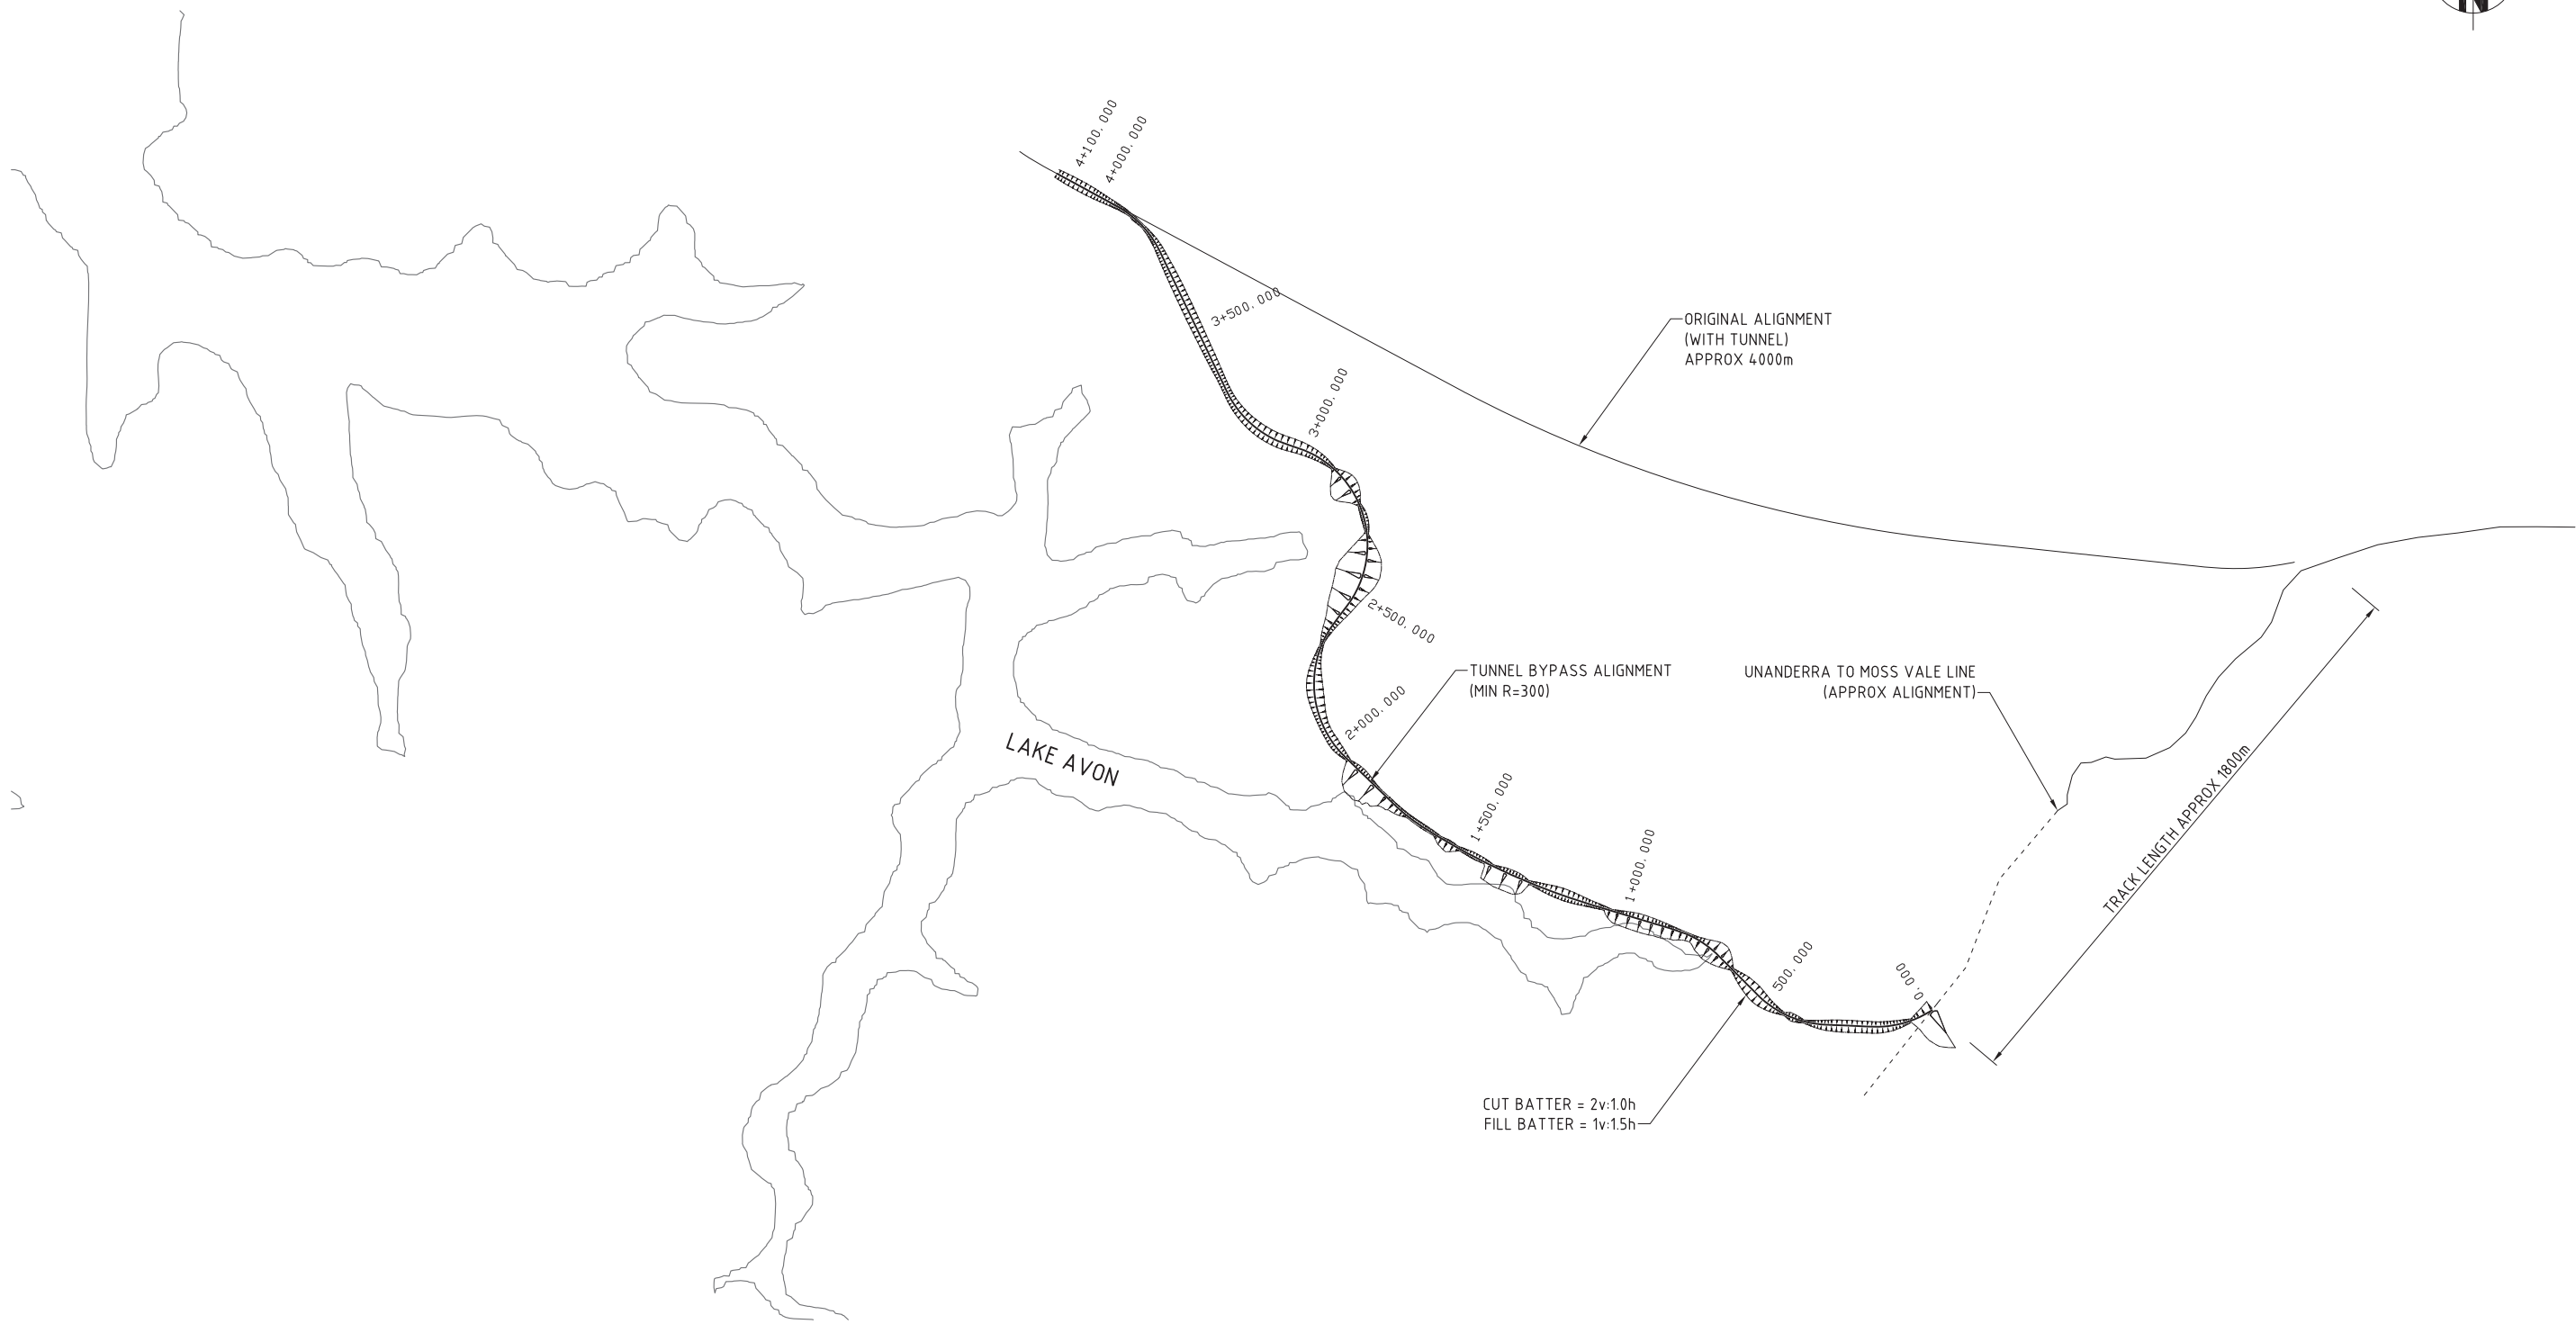 N
4+100.000
4+000.000
3+500.000
ORIGINAL ALIGNMENT
(WITH TUNNEL)
APPROX 4000m
3+000.000
2+500.000
TUNNEL BYPASS ALIGNMENT
(MIN R=300)
UNANDERRA TO MOSS VALE LINE
(APPROX ALIGNMENT)
2+000.000
LAKE AVON
1+500.000
TRACK LENGTH APPROX 1800m
1+000.000
500.000
0.000
CUT BATTER = 2v:1.0h
FILL BATTER = 1v:1.5h